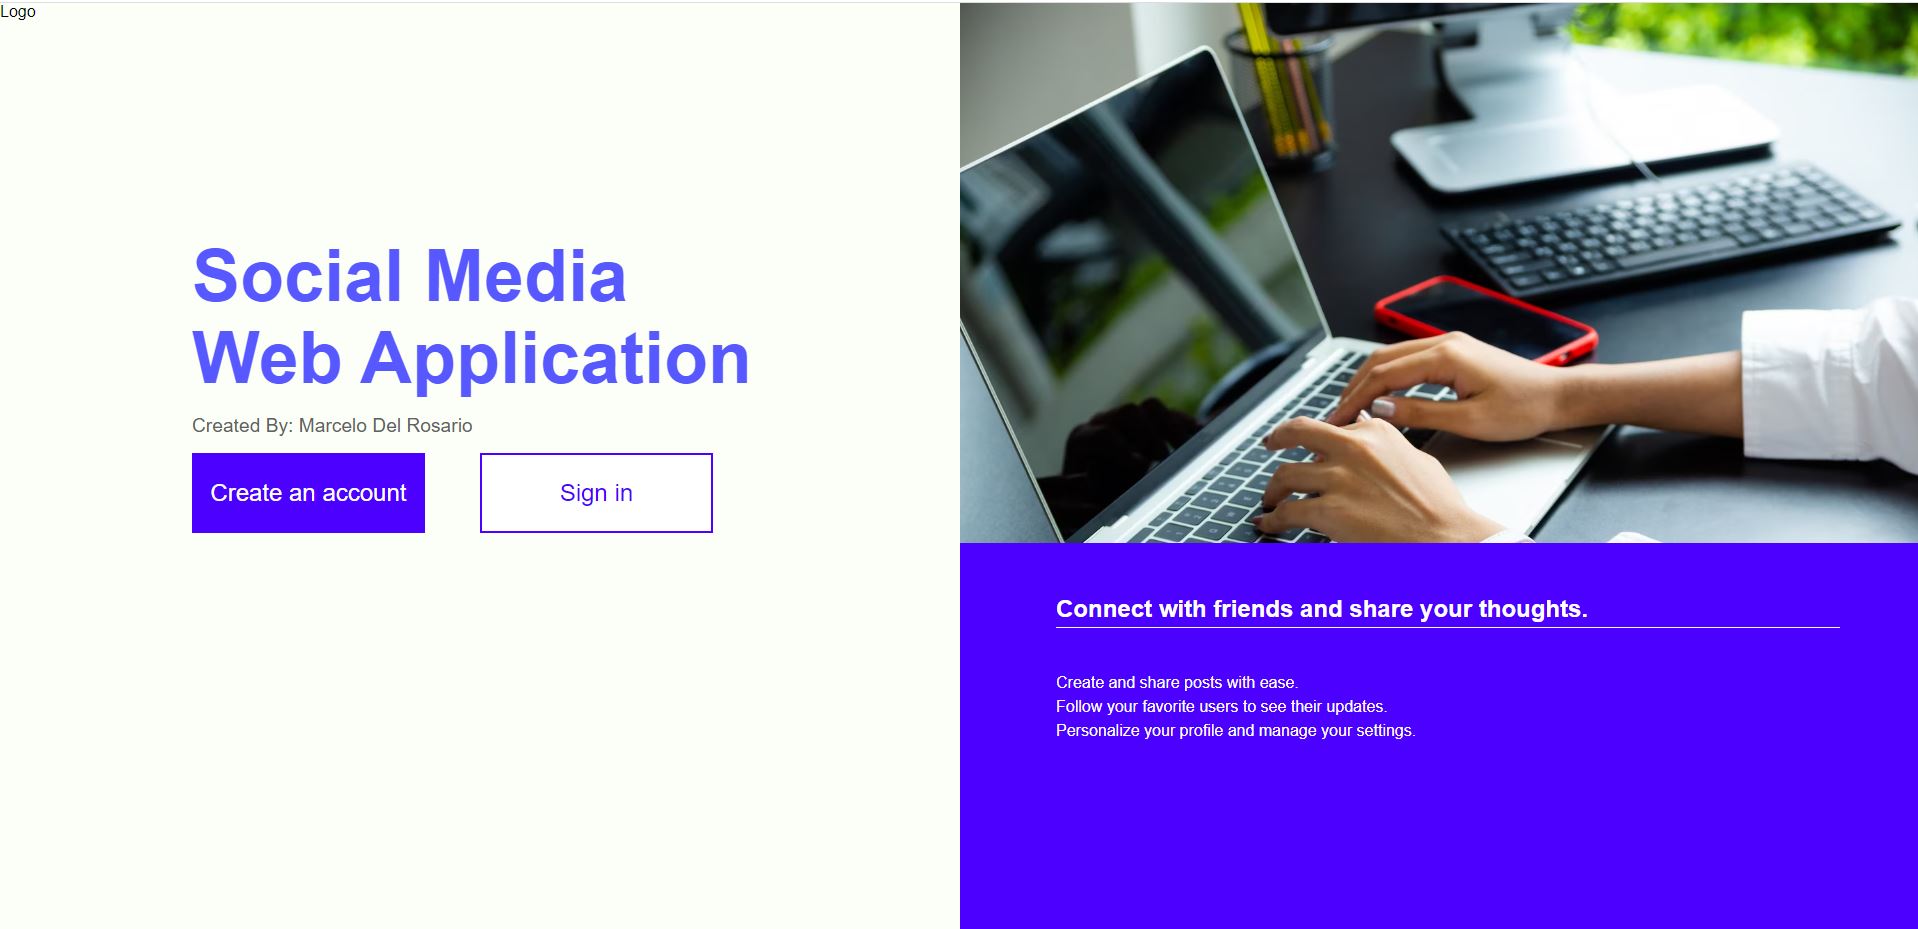 Logo
Social Media
Web Application
Created By: Marcelo Del Rosario
Create an account
Sign in
Connect with friends and share your thoughts.
Create and share posts with ease.
Follow your favorite users to see their updates.
Personalize your profile and manage your settings.